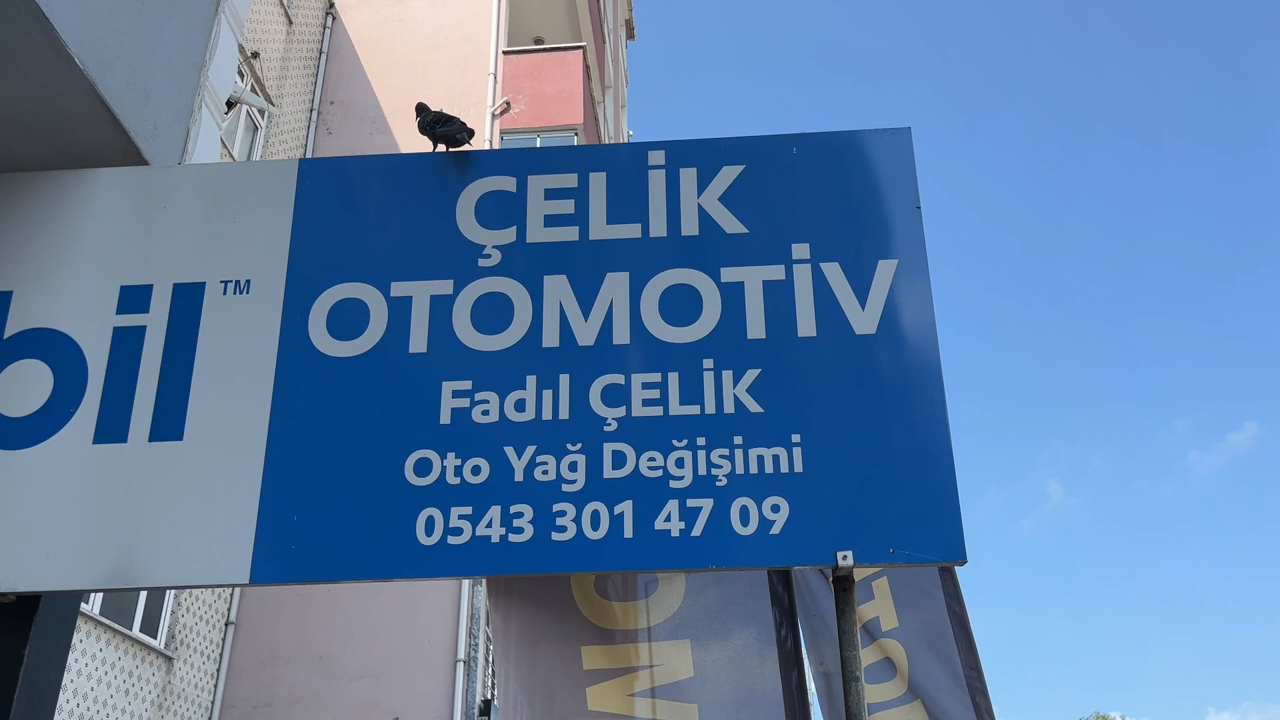 bil™
ÇELİK
OTOMOTİV
Fadıl ÇELİK
Oto Yağ Değişimi
0543 301 47 09